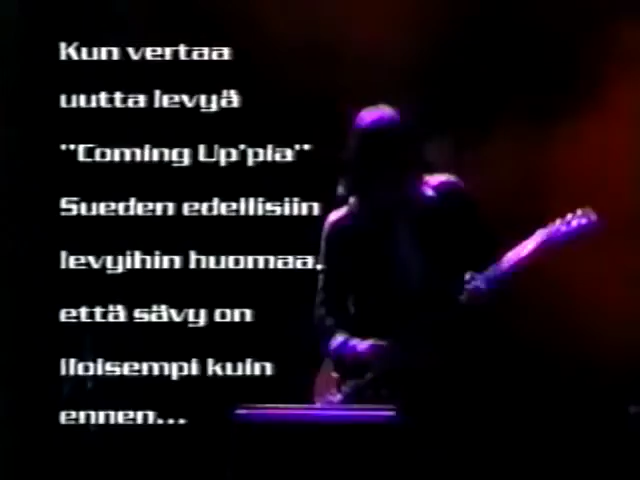 Kun vertaa
uutta levyä
"Coming Up'pia"
Sueden edellisiin
levyihin huomaa,
että sävy on
iloisempi kuin
ennen...